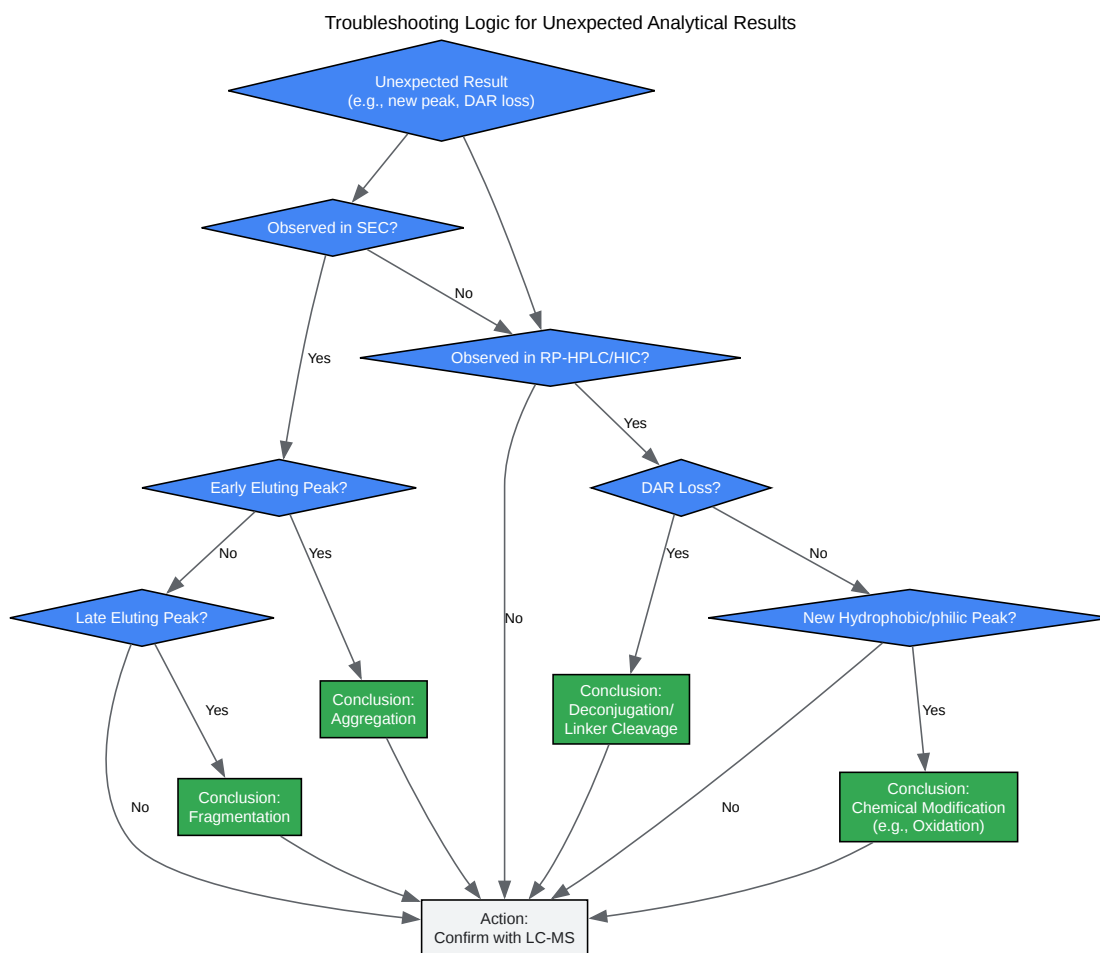 Troubleshooting Logic for Unexpected Analytical Results
Unexpected Result
(e.g., new peak, DAR loss)
Observed in SEC?
No
Observed in RP-HPLC/HIC?
Yes
Yes
Early Eluting Peak?
DAR Loss?
No
Yes
Yes
No
Late Eluting Peak?
No
New Hydrophobic/philic Peak?
Conclusion:
Aggregation
Conclusion:
Deconjugation/
Linker Cleavage
Yes
Yes
No
Conclusion:
Fragmentation
No
Conclusion:
Chemical Modification
(e.g., Oxidation)
Action:
Confirm with LC-MS